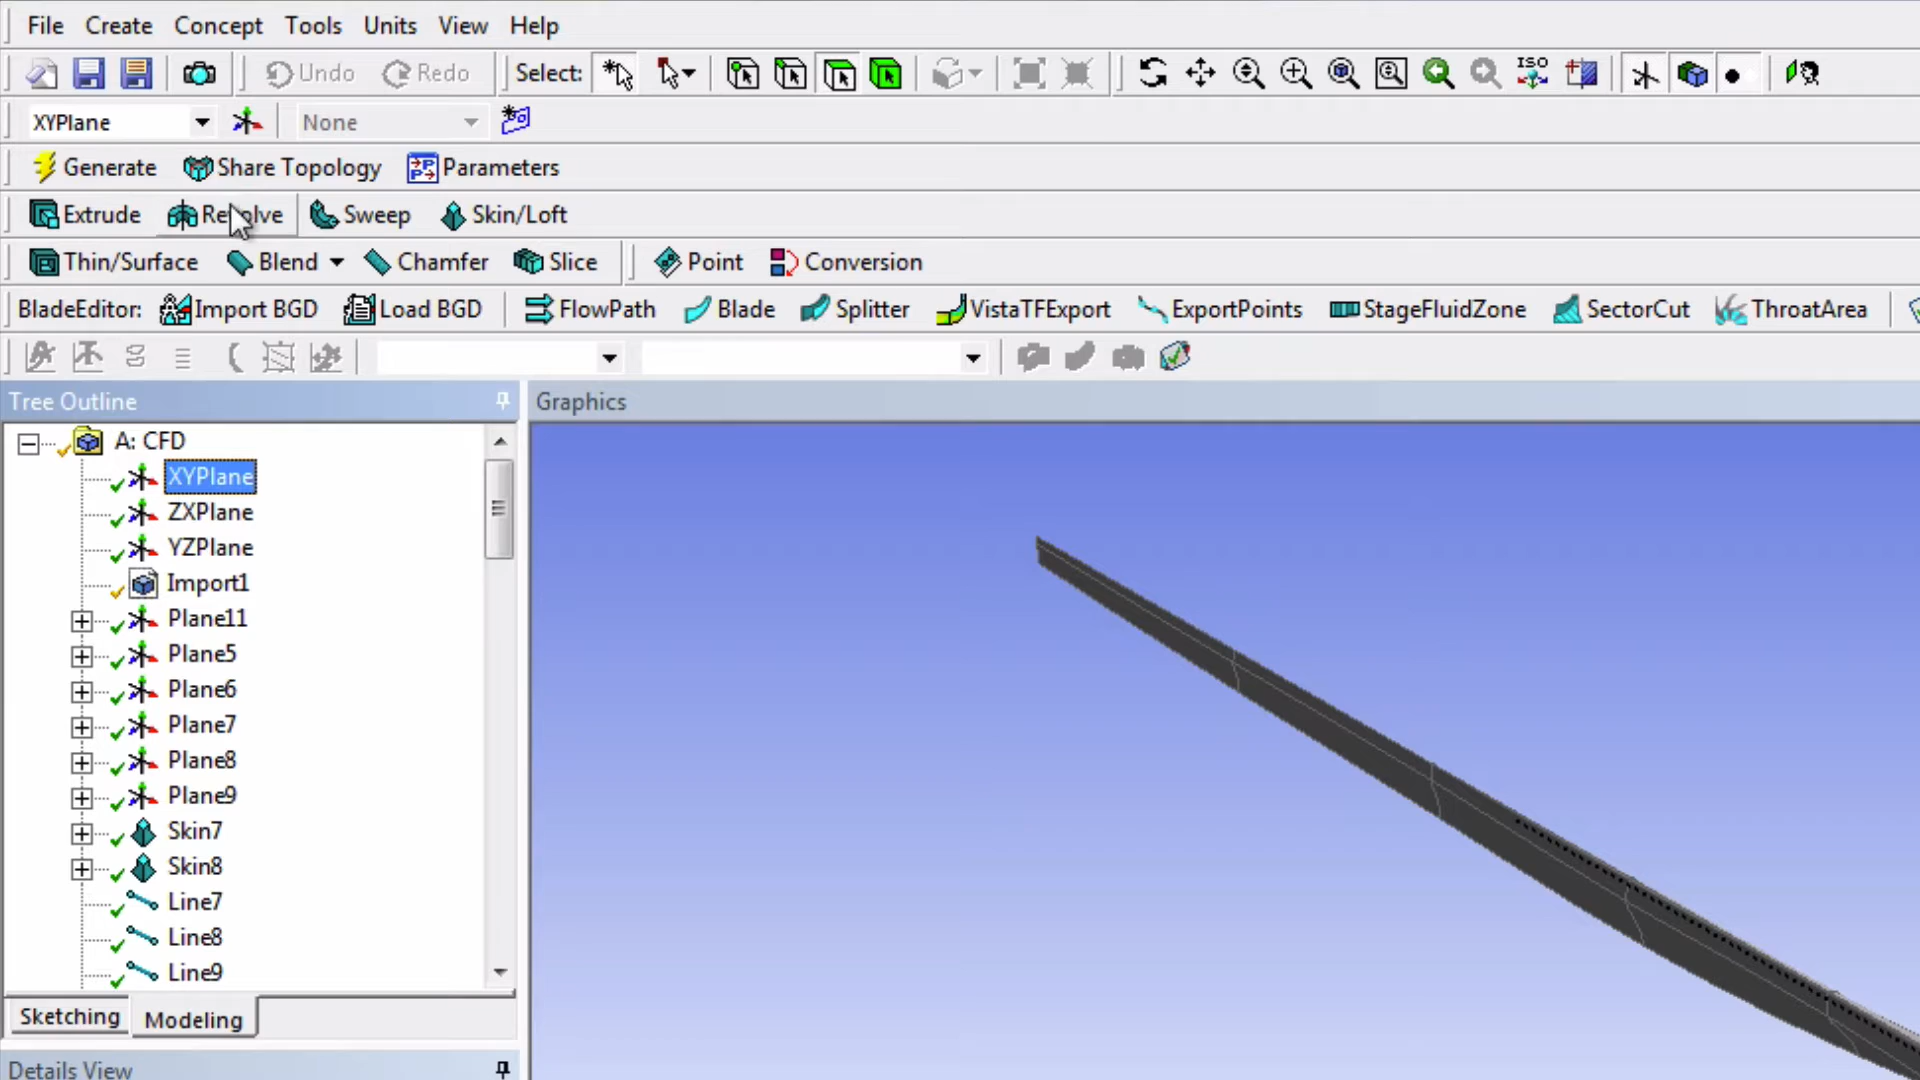 File Create Concept Tools Units View Help
Undo Redo Select: ISO
XYPlane None
Generate Share Topology Parameters
Extrude Revolve Sweep Skin/Loft
Thin/Surface Blend Chamfer Slice Point Conversion
BladeEditor: Import BGD Load BGD FlowPath Blade Splitter VistaTFExport ExportPoints StageFluidZone SectorCut ThroatArea
Tree Outline
Graphics
A: CFD
XYPlane
ZXPlane
YZPlane
Import1
Plane11
Plane5
Plane6
Plane7
Plane8
Plane9
Skin7
Skin8
Line7
Line8
Line9
Sketching Modeling
Details View